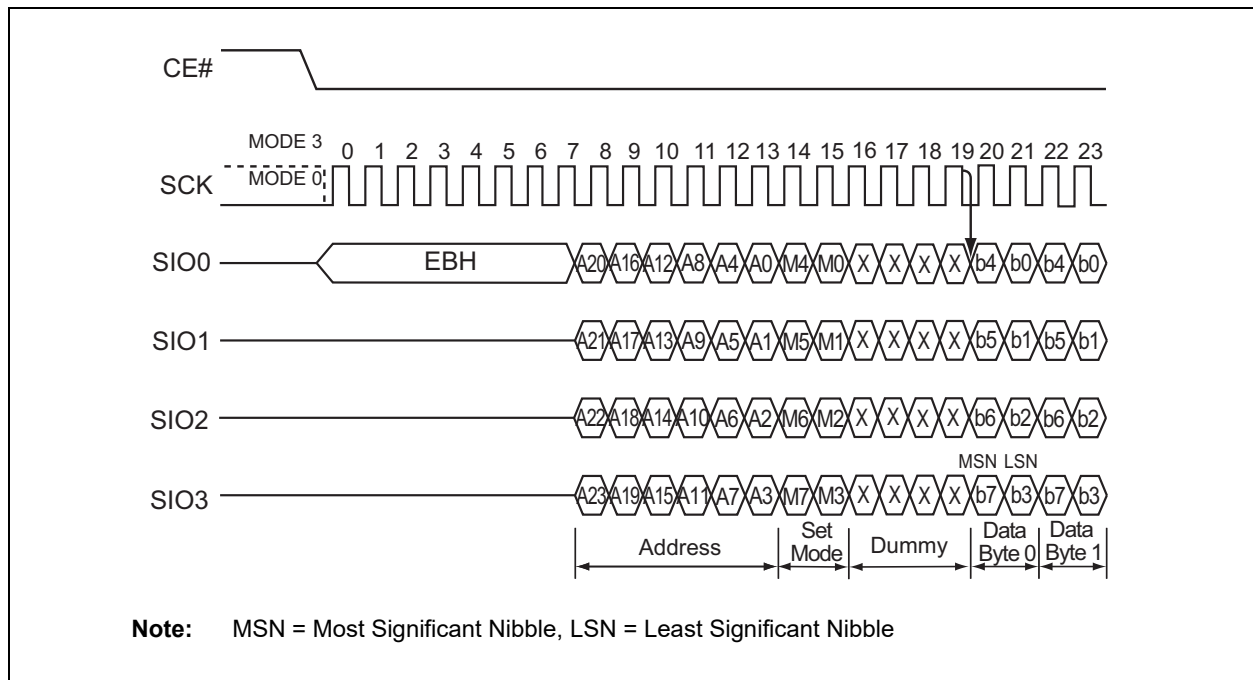 CE#
MODE 3
0 1 2 3 4 5 6 7 8 9 10 11 12 13 14 15 16 17 18 19 20 21 22 23
SCK
MODE 0
SIO0
EBH
A20 A16 A12 A8 A4 A0 M4 M0 X X X X b4 b0 b4 b0
SIO1
A21 A17 A13 A9 A5 A1 M5 M1 X X X X b5 b1 b5 b1
SIO2
A22 A18 A14 A10 A6 A2 M6 M2 X X X X b6 b2 b6 b2
MSN LSN
SIO3
A23 A19 A15 A11 A7 A3 M7 M3 X X X X b7 b3 b7 b3
Address
Set
Mode
Dummy
Data
Byte 0
Data
Byte 1
Note: MSN = Most Significant Nibble, LSN = Least Significant Nibble